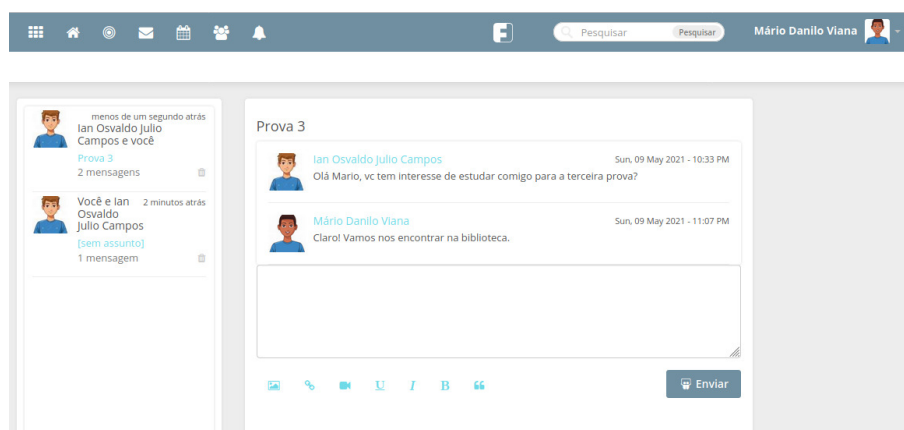 Pesquisar Pesquisar Mário Danilo Viana
menos de um segundo atrás
Ian Osvaldo Julio
Campos e você
Prova 3
2 mensagens
Você e Ian 2 minutos atrás
Osvaldo
Julio Campos
[sem assunto]
1 mensagem
Prova 3
Ian Osvaldo Julio Campos Sun, 09 May 2021 - 10:33 PM
Olá Mario, vc tem interesse de estudar comigo para a terceira prova?
Mário Danilo Viana Sun, 09 May 2021 - 11:07 PM
Claro! Vamos nos encontrar na biblioteca.
U I B
Enviar